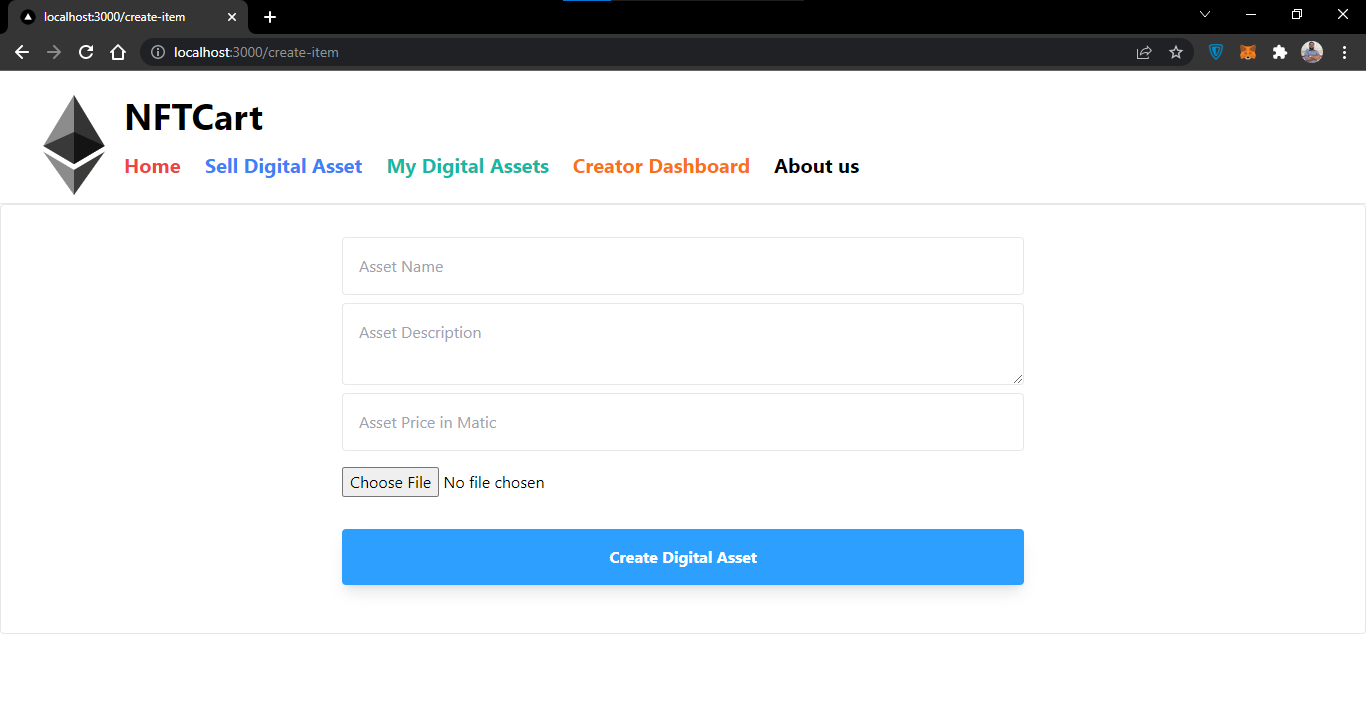 localhost:3000/create-item
localhost:3000/create-item
NFTCart
Home Sell Digital Asset My Digital Assets Creator Dashboard About us
Asset Name
Asset Description
Asset Price in Matic
Choose File No file chosen
Create Digital Asset